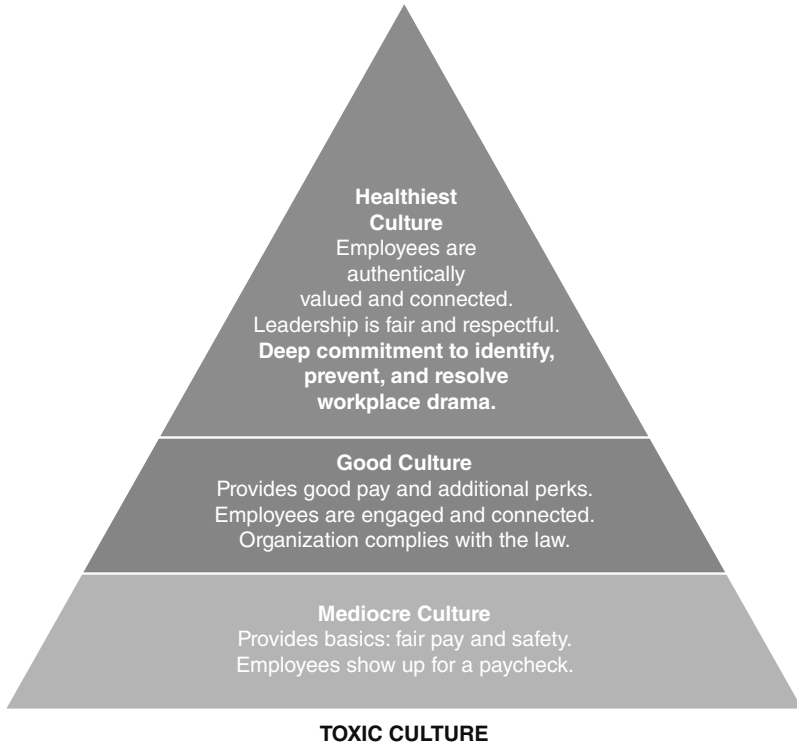 Healthiest
Culture
Employees are
authentically
valued and connected.
Leadership is fair and respectful.
Deep commitment to identify,
prevent, and resolve
workplace drama.
Good Culture
Provides good pay and additional perks.
Employees are engaged and connected.
Organization complies with the law.
Mediocre Culture
Provides basics: fair pay and safety.
Employees show up for a paycheck.
TOXIC CULTURE